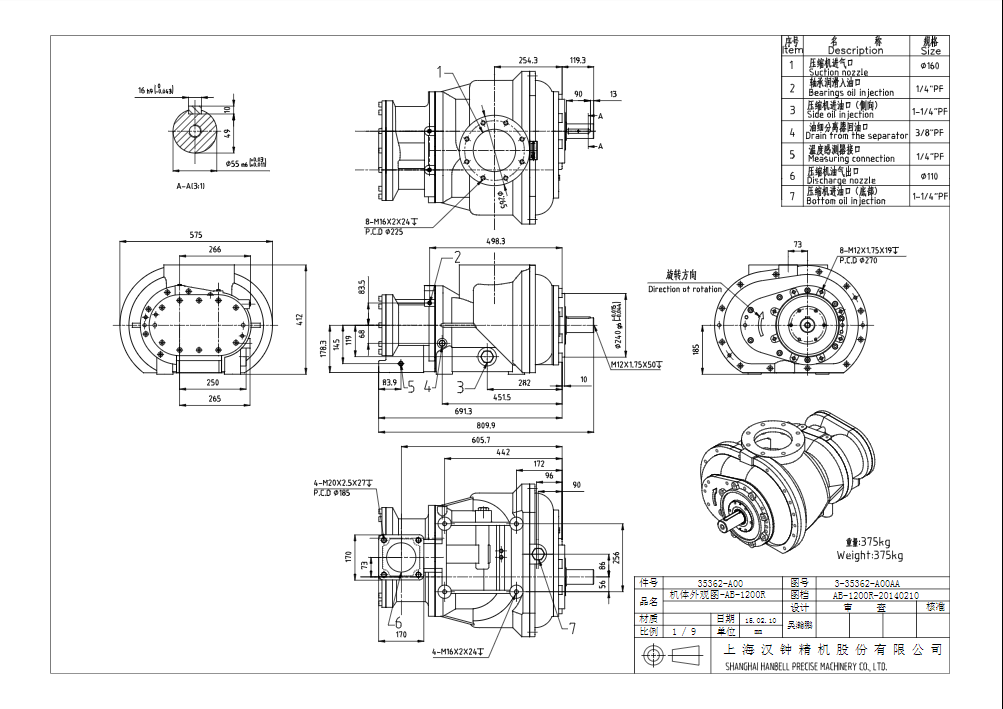 序号 名 称 规格
Item Description Size
1 压缩机进气口 Suction nozzle Φ160
2 轴承润滑入油口 Bearings oil injection 1/4"PF
3 压缩机进油口（侧向） Side oil injection 1-1/4"PF
4 油细分离器回油口 Drain from the separator 3/8"PF
5 温度感测器接口 Measuring connection 1/4"PF
6 压缩机油气出口 Discharge nozzle Φ110
7 压缩机进油口（底部） Bottom oil injection 1-1/4"PF
16 h9
10
49
Φ55 m6
A-A(3:1)
1
254.3
119.3
90
13
A
A
8-M16X2X24
P.C.D Φ225
575
266
412
250
265
498.3
2
83.5
68
119
145
178.3
83.9
5
4
3
282
10
451.5
691.3
809.9
Φ240 g6
M12X1.75X50
73
8-M12X1.75X19
P.C.D Φ270
旋转方向
Direction of rotation
185
605.7
442
172
96
90
4-M20X2.5X27
P.C.D Φ185
170
73
256
86
56
6
7
170
4-M16X2X24
重量:375kg
Weight:375kg
件号 35362-A00 图号 3-35362-A00AA
品名 机体外观图-AB-1200R 图档 AB-1200R-20140210
设计 审 查 核准
材质 日期 15.02.10
比例 1 / 9 单位 mm
上海汉钟精机股份有限公司
SHANGHAI HANBELL PRECISE MACHINERY CO., LTD.